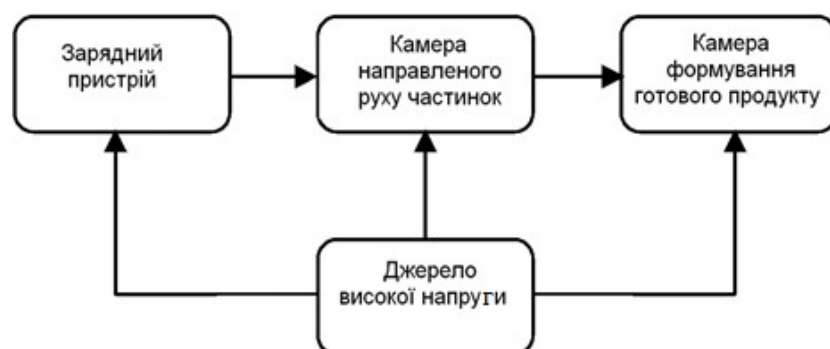 Зарядний
пристрій
Камера
направленого
руху частинок
Камера
формування
готового продукту
Джерело
високої напруги